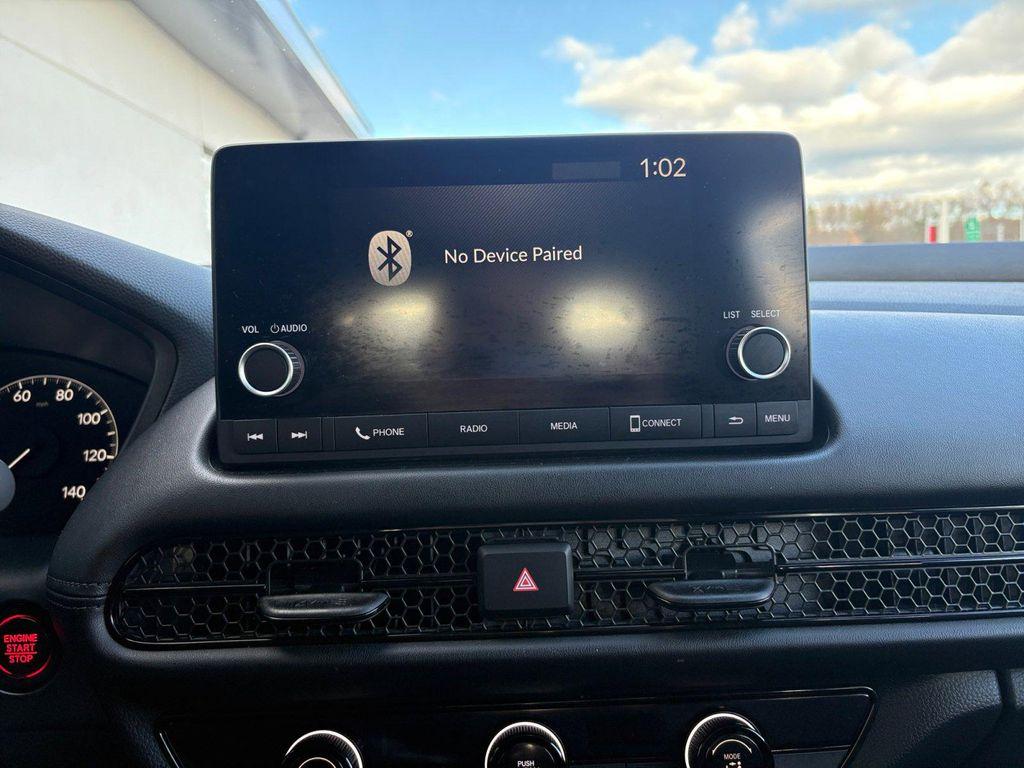 1:02
®
No Device Paired
VOL AUDIO
LIST SELECT
PHONE RADIO MEDIA CONNECT MENU
60 80
mph
100
120
140
ENGINE
START
STOP
PUSH
MODE